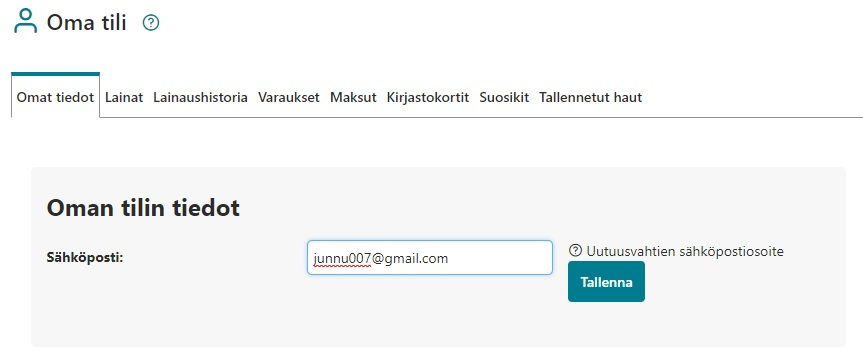 Oma tili
Omat tiedot Lainat Lainaushistoria Varaukset Maksut Kirjastokortit Suosikit Tallennetut haut
Oman tilin tiedot
Sähköposti: junnu007@gmail.com Uutuusvahtien sähköpostiosoite
Tallenna